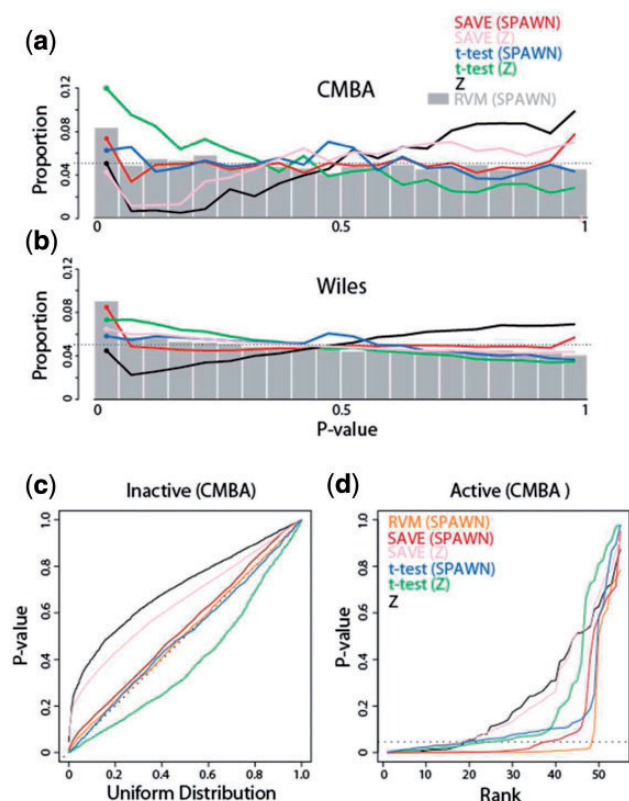 (a)
SAVE (SPAWN)
SAVE (Z)
t-test (SPAWN)
t-test (Z)
Z
RVM (SPAWN)
CMBA
Proportion
0.12
0.08
0.04
0
0
0.5
1
(b)
Wiles
Proportion
0.12
0.08
0.04
0
0
0.5
1
P-value
(c)
Inactive (CMBA)
P-value
1.0
0.8
0.6
0.4
0.2
0
0
0.2
0.4
0.6
0.8
1.0
Uniform Distribution
(d)
Active (CMBA )
RVM (SPAWN)
SAVE (SPAWN)
SAVE (Z)
t-test (SPAWN)
t-test (Z)
Z
P-value
1.0
0.8
0.6
0.4
0.2
0
0
10
20
30
40
50
Rank